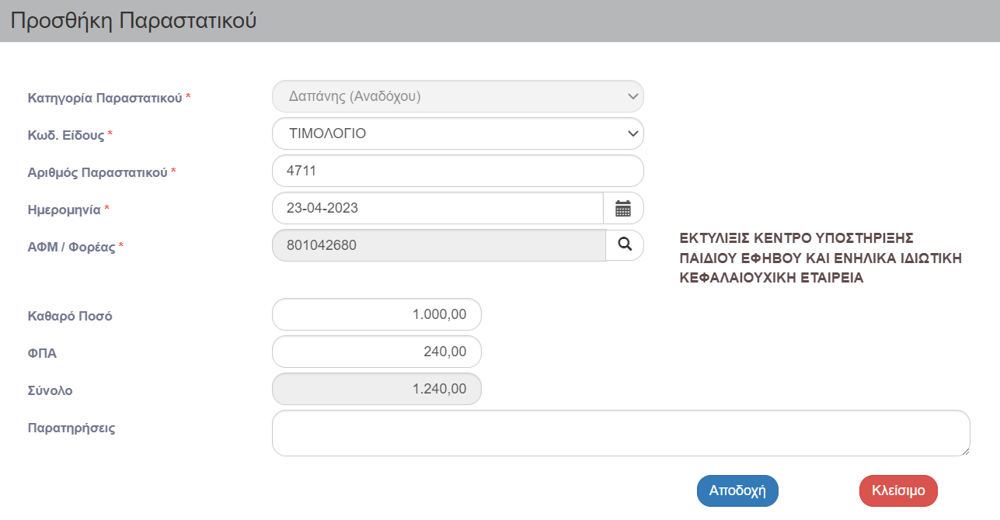 Προσθήκη Παραστατικού
Κατηγορία Παραστατικού * Δαπάνης (Αναδόχου)
Κωδ. Είδους * ΤΙΜΟΛΟΓΙΟ
Αριθμός Παραστατικού * 4711
Ημερομηνία * 23-04-2023
ΑΦΜ / Φορέας * 801042680
ΕΚΤΥΛΙΞΙΣ ΚΕΝΤΡΟ ΥΠΟΣΤΗΡΙΞΗΣ
ΠΑΙΔΙΟΥ ΕΦΗΒΟΥ ΚΑΙ ΕΝΗΛΙΚΑ ΙΔΙΩΤΙΚΗ
ΚΕΦΑΛΑΙΟΥΧΙΚΗ ΕΤΑΙΡΕΙΑ
Καθαρό Ποσό 1.000,00
ΦΠΑ 240,00
Σύνολο 1.240,00
Παρατηρήσεις
Αποδοχή Κλείσιμο